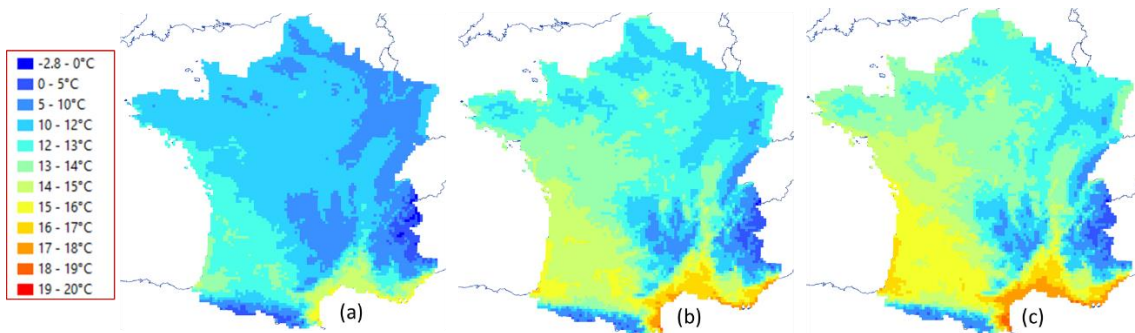 -2.8 - 0°C
0 - 5°C
5 - 10°C
10 - 12°C
12 - 13°C
13 - 14°C
14 - 15°C
15 - 16°C
16 - 17°C
17 - 18°C
18 - 19°C
19 - 20°C
(a)
(b)
(c)